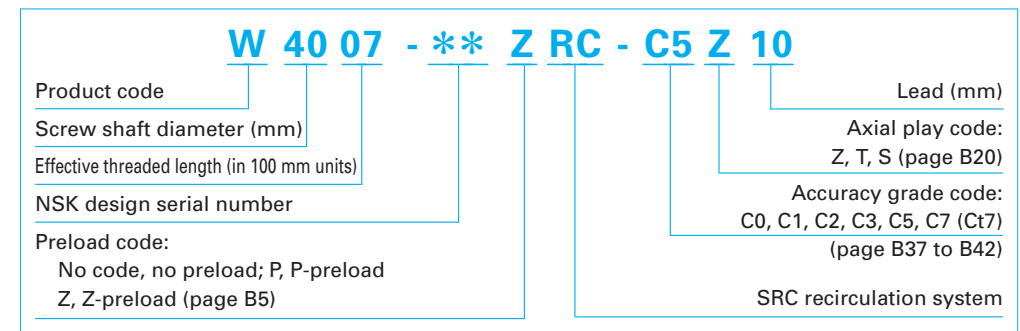 W 40 07 - ** Z RC - C5 Z 10
Product code
Screw shaft diameter (mm)
Effective threaded length (in 100 mm units)
NSK design serial number
Preload code:
No code, no preload; P, P-preload
Z, Z-preload (page B5)
Lead (mm)
Axial play code:
Z, T, S (page B20)
Accuracy grade code:
C0, C1, C2, C3, C5, C7 (Ct7)
(page B37 to B42)
SRC recirculation system